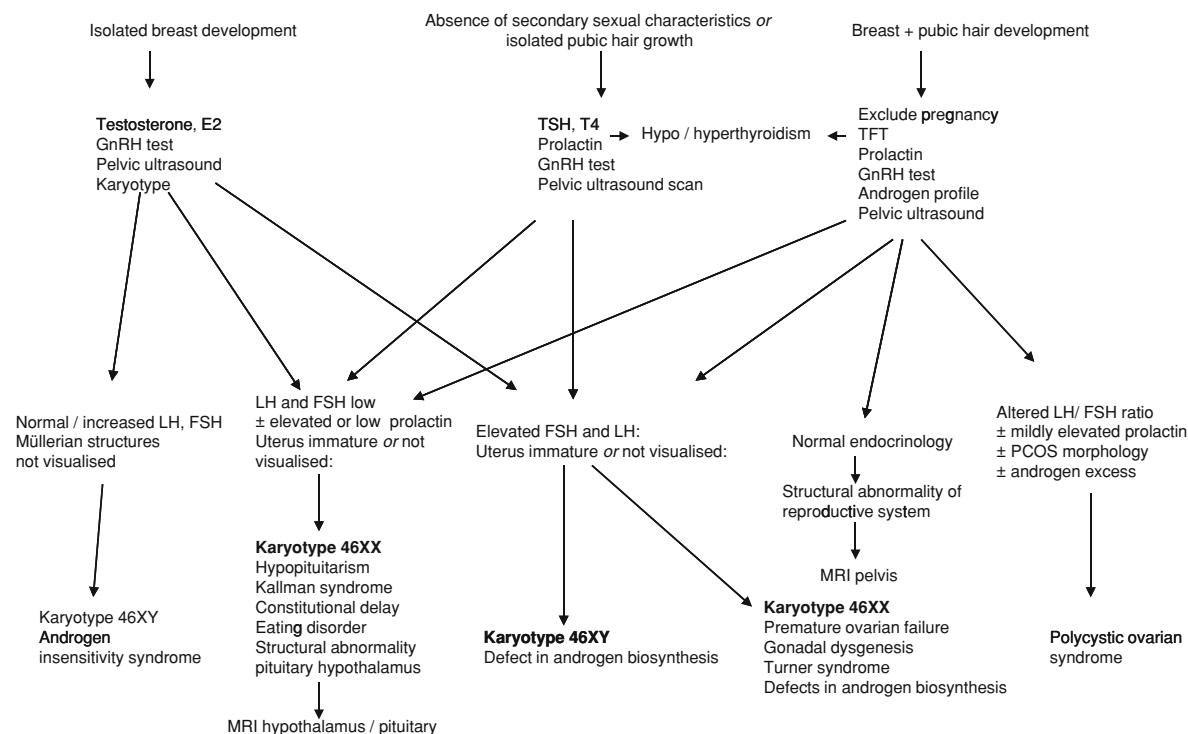 Isolated breast development
Absence of secondary sexual characteristics or
isolated pubic hair growth
Breast + pubic hair development
Testosterone, E2
GnRH test
Pelvic ultrasound
Karyotype
TSH, T4
Prolactin
GnRH test
Pelvic ultrasound scan
Hypo / hyperthyroidism
Exclude pregnancy
TFT
Prolactin
GnRH test
Androgen profile
Pelvic ultrasound
Normal / increased LH, FSH
Müllerian structures
not visualised
LH and FSH low
± elevated or low prolactin
Uterus immature or not
visualised:
Elevated FSH and LH:
Uterus immature or not visualised:
Normal endocrinology
Structural abnormality of
reproductive system
MRI pelvis
Altered LH/ FSH ratio
± mildly elevated prolactin
± PCOS morphology
± androgen excess
Karyotype 46XY
Androgen
insensitivity syndrome
Karyotype 46XX
Hypopituitarism
Kallman syndrome
Constitutional delay
Eating disorder
Structural abnormality
pituitary hypothalamus
MRI hypothalamus / pituitary
Karyotype 46XY
Defect in androgen biosynthesis
Karyotype 46XX
Premature ovarian failure
Gonadal dysgenesis
Turner syndrome
Defects in androgen biosynthesis
Polycystic ovarian
syndrome